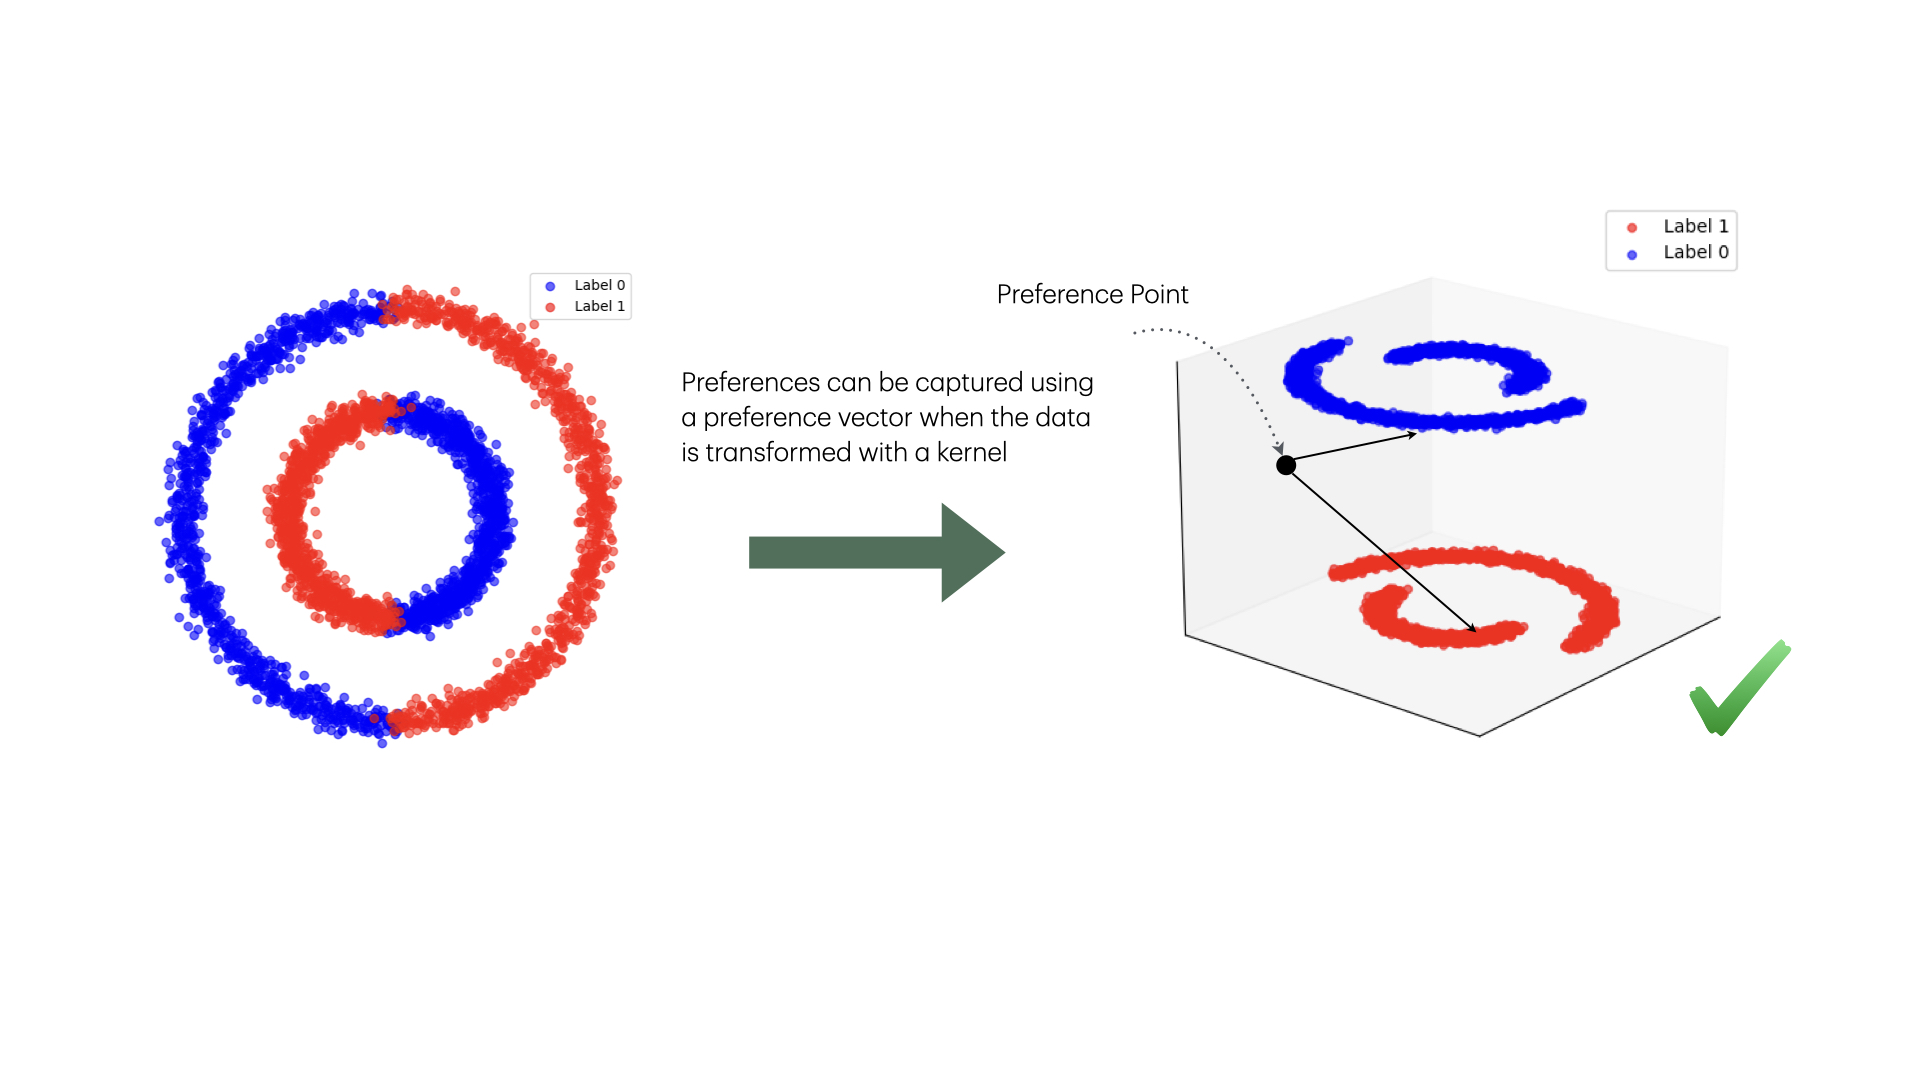 Label 0
Label 1
Preferences can be captured using
a preference vector when the data
is transformed with a kernel
Preference Point
Label 1
Label 0